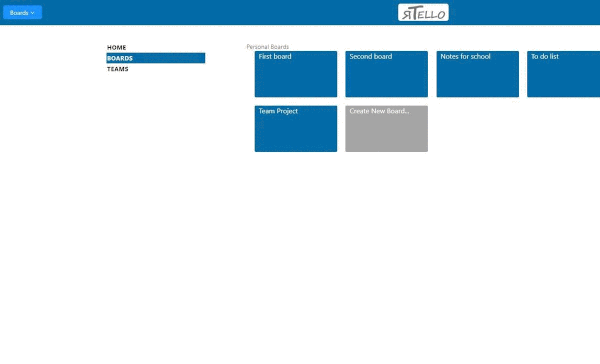 Boards
ЯTELLO
HOME
BOARDS
TEAMS
Personal Boards
First board
Second board
Notes for school
To do list
Team Project
Create New Board...